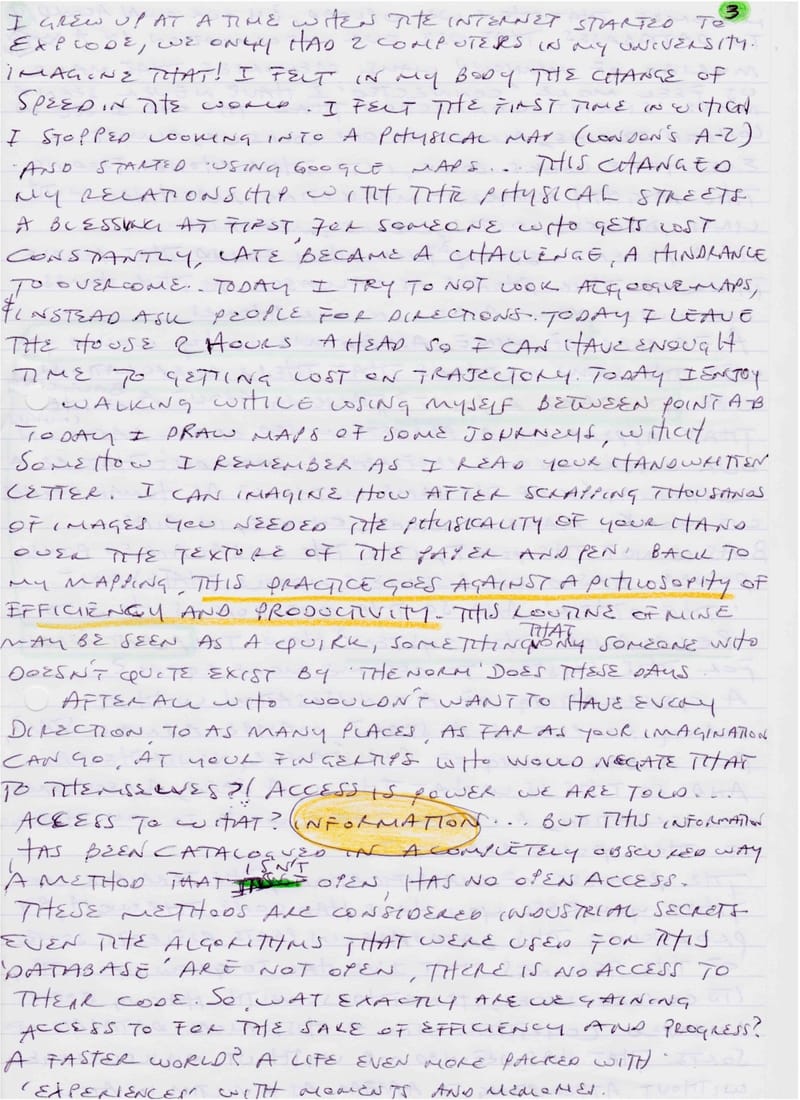 3
I GREW UP AT A TIME WHEN THE INTERNET STARTED TO
EXPLODE, WE ONLY HAD 2 COMPUTERS IN MY UNIVERSITY.
IMAGINE THAT! I FELT IN MY BODY THE CHANGE OF
SPEED IN THE WORLD. I FELT THE FIRST TIME IN WHICH
I STOPPED LOOKING INTO A PHYSICAL MAP (LONDON'S A-Z)
AND STARTED USING GOOGLE MAPS... THIS CHANGED
MY RELATIONSHIP WITH THE PHYSICAL STREETS.
A BLESSING AT FIRST, FOR SOMEONE WHO GETS LOST
CONSTANTLY, LATE BECAME A CHALLENGE, A HINDRANCE
TO OVERCOME. TODAY I TRY TO NOT LOOK AT GOOGLE MAPS,
& INSTEAD ASK PEOPLE FOR DIRECTIONS. TODAY I LEAVE
THE HOUSE 2 HOURS AHEAD SO I CAN HAVE ENOUGH
TIME TO GETTING LOST ON TRAJECTORY. TODAY I ENJOY
WALKING WHILE LOSING MYSELF BETWEEN POINT A B
TODAY I DRAW MAPS OF SOME JOURNEYS, WHICH
SOMEHOW I REMEMBER AS I READ YOUR HANDWRITTEN
LETTER. I CAN IMAGINE HOW AFTER SCRAPPING THOUSANDS
OF IMAGES YOU NEEDED THE PHYSICALITY OF YOUR HAND
OVER THE TEXTURE OF THE PAPER AND PEN. BACK TO
MY MAPPING, THIS PRACTICE GOES AGAINST A PHILOSOPHY OF
EFFICIENCY AND PRODUCTIVITY. THIS ROUTINE OF MINE
MAY BE SEEN AS A QUIRK, SOMETHING THAT ONLY SOMEONE WHO
DOESN'T QUITE EXIST BY 'THE NORM' DOES THESE DAYS.
AFTER ALL WHO WOULDN'T WANT TO HAVE EVERY
DIRECTION, TO AS MANY PLACES, AS FAR AS YOUR IMAGINATION
CAN GO, AT YOUR FINGERTIPS WHO WOULD NEGATE THAT
TO THEMSELVES?! ACCESS IS POWER WE ARE TOLD...
ACCESS TO WHAT? INFORMATION... BUT THIS INFORMATION
HAS BEEN CATALOGUED IN A COMPLETELY OBSCURED WAY
A METHOD THAT ISN'T OPEN, HAS NO OPEN ACCESS.
THESE METHODS ARE CONSIDERED INDUSTRIAL SECRETS
EVEN THE ALGORITHMS THAT WERE USED FOR THIS
'DATABASE' ARE NOT OPEN, THERE IS NO ACCESS TO
THEIR CODE. SO, WAT EXACTLY ARE WE GAINING
ACCESS TO FOR THE SAKE OF EFFICIENCY AND PROGRESS?
A FASTER WORLD? A LIFE EVEN MORE PACKED WITH
'EXPERIENCES' WITH MOMENTS AND MEMORIES.